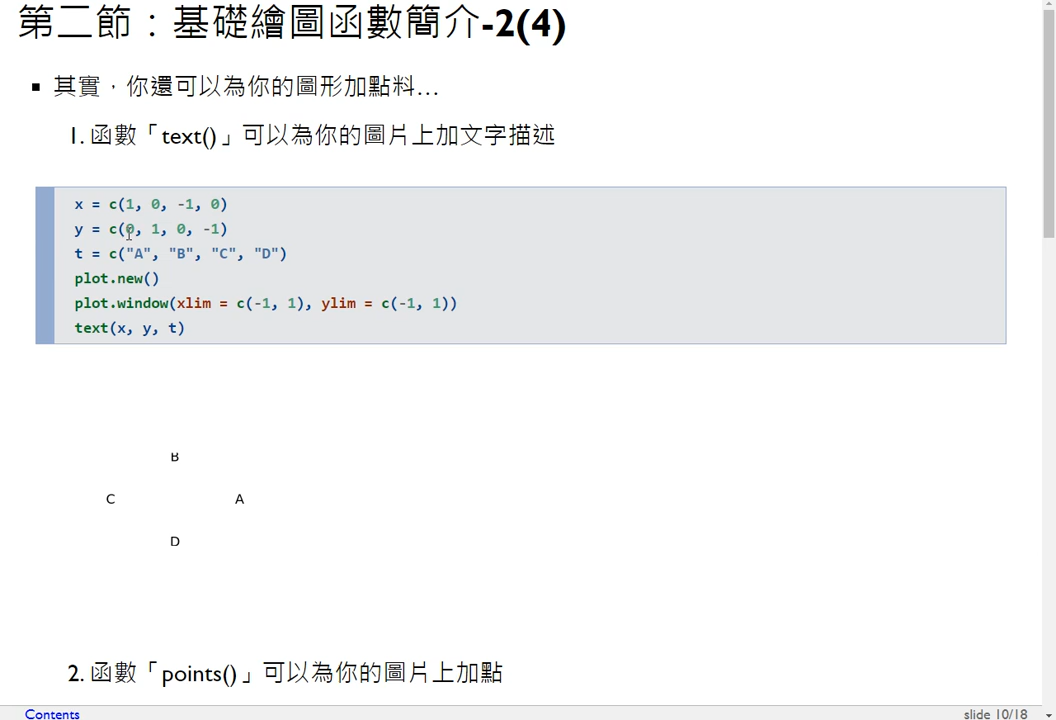 第二節：基礎繪圖函數簡介-2(4)
其實，你還可以為你的圖形加點料…
1. 函數「text()」可以為你的圖片上加文字描述
x = c(1, 0, -1, 0)
y = c(0, 1, 0, -1)
t = c("A", "B", "C", "D")
plot.new()
plot.window(xlim = c(-1, 1), ylim = c(-1, 1))
text(x, y, t)
B
C A
D
2. 函數「points()」可以為你的圖片上加點
Contents slide 10/18